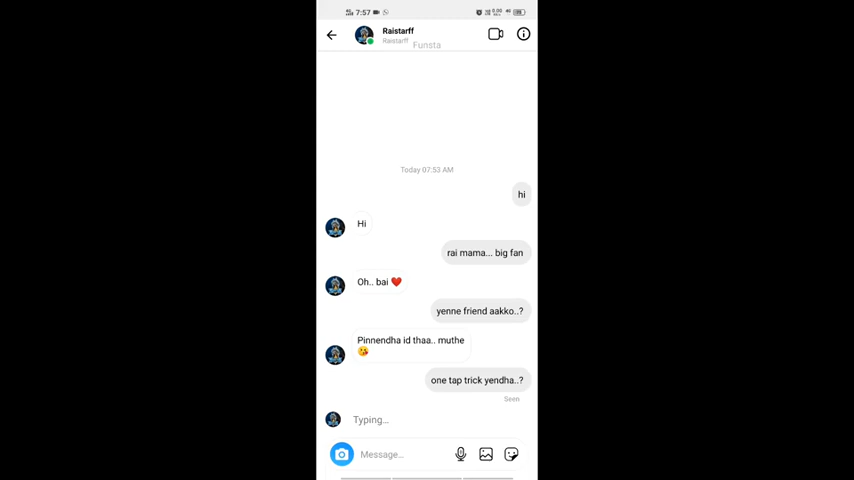 7:57
Raistarff
Raistarff
Funsta
Today 07:53 AM
hi
Hi
rai mama... big fan
Oh.. bai ❤️
yenne friend aakko..?
Pinnendha id thaa.. muthe
😘
one tap trick yendha..?
Seen
Typing...
Message...